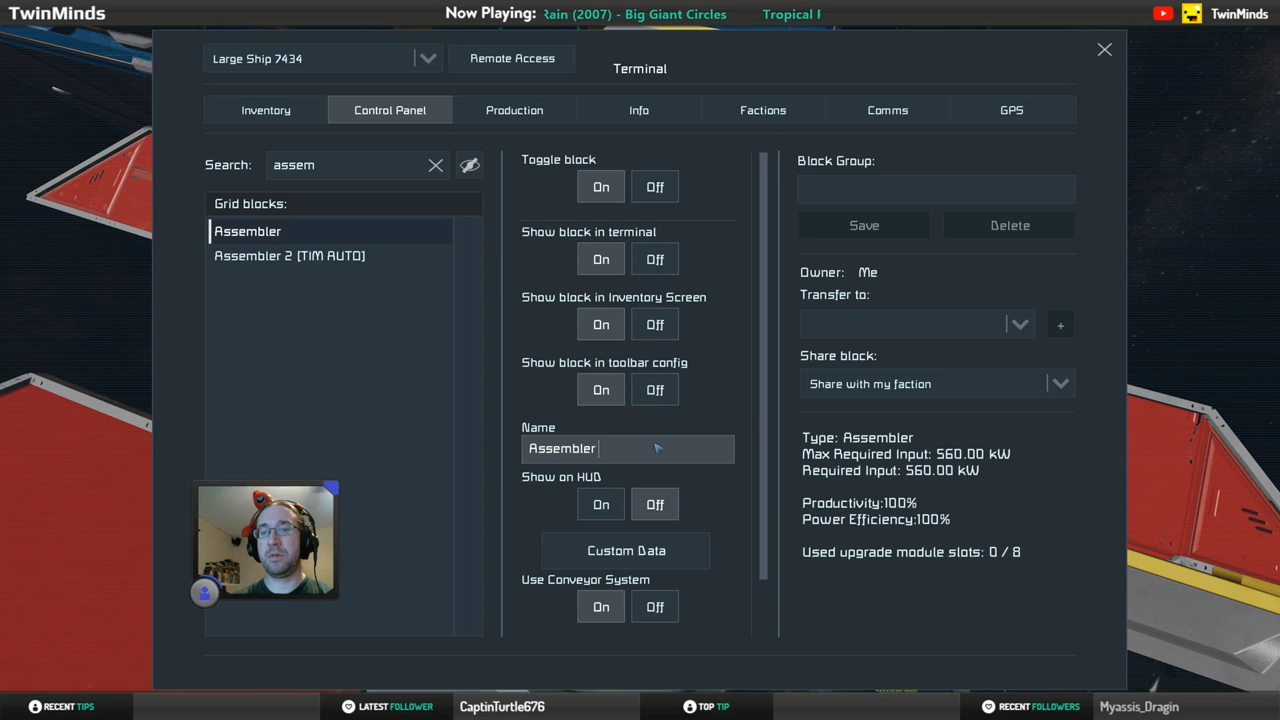 TwinMinds
Now Playing:
Rain (2007) - Big Giant Circles
Tropical
TwinMinds
Large Ship 7434
Remote Access
Terminal
Inventory
Control Panel
Production
Info
Factions
Comms
GPS
Search:
assem
Grid blocks:
Assembler
Assembler 2 [TIM AUTO]
Toggle block
On
Off
Show block in terminal
On
Off
Show block in Inventory Screen
On
Off
Show block in toolbar config
On
Off
Name
Assembler
Show on HUD
On
Off
Custom Data
Use Conveyor System
On
Off
Block Group:
Save
Delete
Owner: Me
Transfer to:
+
Share block:
Share with my faction
Type: Assembler
Max Required Input: 560.00 kW
Required Input: 560.00 kW
Productivity:100%
Power Efficiency:100%
Used upgrade module slots: 0 / 8
RECENT TIPS
LATEST FOLLOWER
CaptinTurtle676
TOP TIP
RECENT FOLLOWERS
Myassis_Dragin